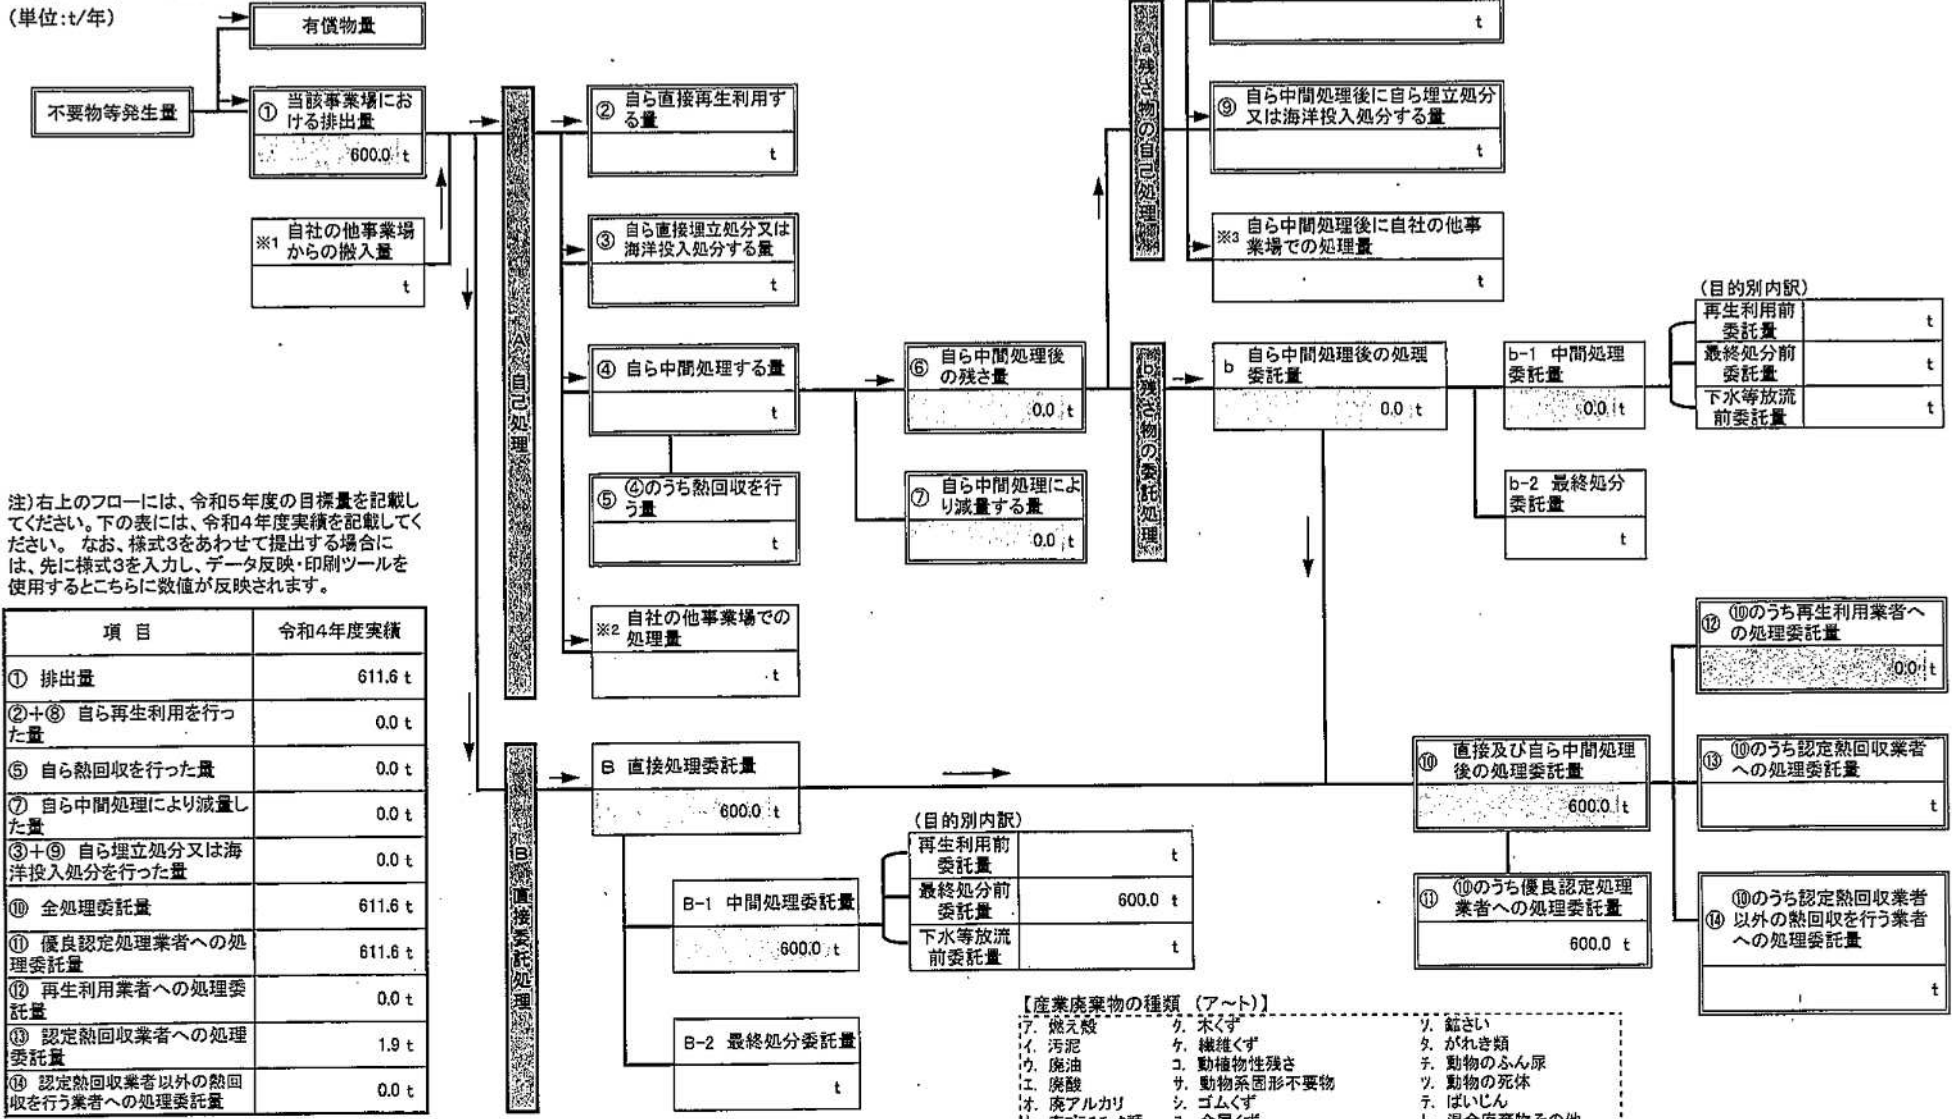 (単位:t/年)
有償物量
不要物等発生量
① 当該事業場にお
ける排出量
600.0 t
※1 自社の他事業場
からの搬入量
t
A 自己処理
② 自ら直接再生利用す
る量
t
③ 自ら直接埋立処分又は
海洋投入処分する量
t
④ 自ら中間処理する量
t
⑤ ④のうち熱回収を行
う量
t
※2 自社の他事業場での
処理量
t
⑥ 自ら中間処理後
の残さ量
0.0 t
⑦ 自ら中間処理によ
り減量する量
0.0 t
a 残さ物の自己処理
t
⑨ 自ら中間処理後に自ら埋立処分
又は海洋投入処分する量
t
※3 自ら中間処理後に自社の他事
業場での処理量
t
b 残さ物の委託処理
b 自ら中間処理後の処理
委託量
0.0 t
b-1 中間処理
委託量
0.0 t
(目的別内訳)
再生利用前
委託量
t
最終処分前
委託量
t
下水等放流
前委託量
t
b-2 最終処分
委託量
t
注)右上のフローには、令和5年度の目標量を記載し
てください。下の表には、令和4年度実績を記載してく
ださい。 なお、様式3をあわせて提出する場合に
は、先に様式3を入力し、データ反映・印刷ツールを
使用するとこちらに数値が反映されます。
項 目 令和4年度実績
① 排出量 611.6 t
②+⑧ 自ら再生利用を行っ
た量 0.0 t
⑤ 自ら熱回収を行った量 0.0 t
⑦ 自ら中間処理により減量し
た量 0.0 t
③+⑨ 自ら埋立処分又は海
洋投入処分を行った量 0.0 t
⑩ 全処理委託量 611.6 t
⑪ 優良認定処理業者への処
理委託量 611.6 t
⑫ 再生利用業者への処理委
託量 0.0 t
⑬ 認定熱回収業者への処理
委託量 1.9 t
⑭ 認定熱回収業者以外の熱回
収を行う業者への処理委託量 0.0 t
B 直接委託処理
B 直接処理委託量
600.0 t
B-1 中間処理委託量
600.0 t
(目的別内訳)
再生利用前
委託量
t
最終処分前
委託量
600.0 t
下水等放流
前委託量
t
B-2 最終処分委託量
t
⑩ 直接及び自ら中間処理
後の処理委託量
600.0 t
⑪ ⑩のうち優良認定処理
業者への処理委託量
600.0 t
⑫ ⑩のうち再生利用業者へ
の処理委託量
0.0 t
⑬ ⑩のうち認定熱回収業者
への処理委託量
t
⑭ ⑩のうち認定熱回収業者
以外の熱回収を行う業者
への処理委託量
t
【産業廃棄物の種類 (ア~ト)】
ア. 燃え殻 ク. 木くず ソ. 鉱さい
イ. 汚泥 ケ. 繊維くず タ. がれき類
ウ. 廃油 コ. 動植物性残さ チ. 動物のふん尿
エ. 廃酸 サ. 動物系固形不要物 ツ. 動物の死体
オ. 廃アルカリ シ. ゴムくず テ. ばいじん